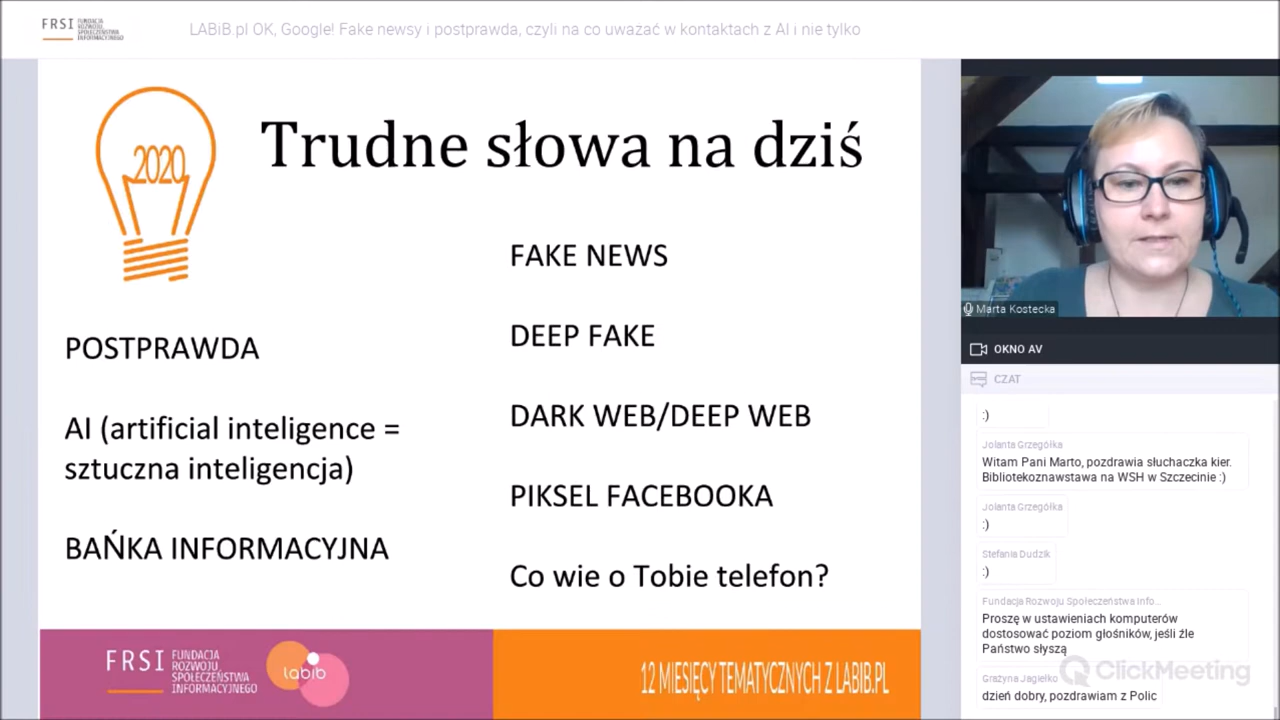 FRSI FUNDACJA
ROZWOJU
SPOŁECZEŃSTWA
INFORMACYJNEGO
LABiB.pl OK, Google! Fake newsy i postprawda, czyli na co uważać w kontaktach z AI i nie tylko
2020
Trudne słowa na dziś
POSTPRAWDA
AI (artificial inteligence =
sztuczna inteligencja)
BAŃKA INFORMACYJNA
FAKE NEWS
DEEP FAKE
DARK WEB/DEEP WEB
PIKSEL FACEBOOKA
Co wie o Tobie telefon?
FRSI FUNDACJA
ROZWOJU
SPOŁECZEŃSTWA
INFORMACYJNEGO
labib
12 MIESIĘCY TEMATYCZNYCH Z LABIB.PL
Marta Kostecka
OKNO AV
CZAT
:)
Jolanta Grzegółka
Witam Pani Marto, pozdrawia słuchaczka kier.
Bibliotekoznawstawa na WSH w Szczecinie :)
Jolanta Grzegółka
:)
Stefania Dudzik
:)
Fundacja Rozwoju Społeczeństwa Info...
Proszę w ustawieniach komputerów
dostosować poziom głośników, jeśli źle
Państwo słyszą
Grażyna Jagiełko
dzień dobry, pozdrawiam z Polic
ClickMeeting